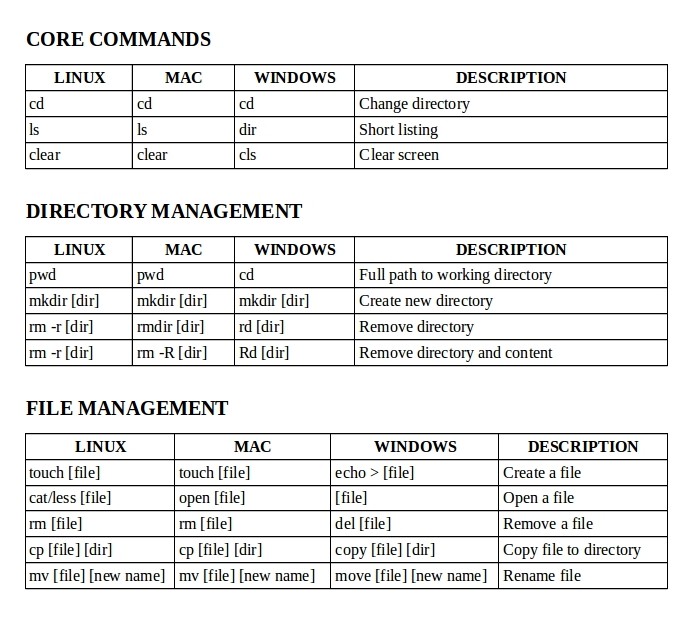 CORE COMMANDS
LINUX MAC WINDOWS DESCRIPTION
cd cd cd Change directory
ls ls dir Short listing
clear clear cls Clear screen
DIRECTORY MANAGEMENT
LINUX MAC WINDOWS DESCRIPTION
pwd pwd cd Full path to working directory
mkdir [dir] mkdir [dir] mkdir [dir] Create new directory
rm -r [dir] rmdir [dir] rd [dir] Remove directory
rm -r [dir] rm -R [dir] Rd [dir] Remove directory and content
FILE MANAGEMENT
LINUX MAC WINDOWS DESCRIPTION
touch [file] touch [file] echo > [file] Create a file
cat/less [file] open [file] [file] Open a file
rm [file] rm [file] del [file] Remove a file
cp [file] [dir] cp [file] [dir] copy [file] [dir] Copy file to directory
mv [file] [new name] mv [file] [new name] move [file] [new name] Rename file